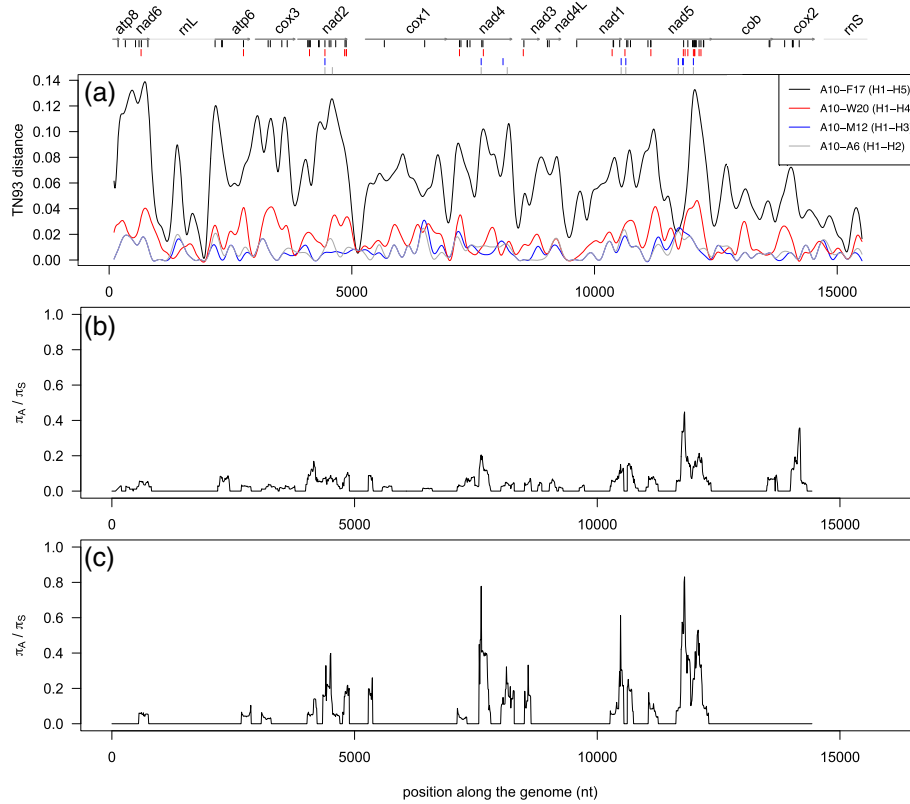 atp8 nad6 rnL atp6 cox3 nad2 cox1 nad4 nad3 nad4L nad1 nad5 cob cox2 rnS
(a)
TN93 distance
0.14
0.12
0.10
0.08
0.06
0.04
0.02
0.00
A10−F17 (H1−H5)
A10−W20 (H1−H4
A10−M12 (H1−H3
A10−A6 (H1−H2)
0 5000 10000 15000
(b)
πA / πS
1.0
0.8
0.6
0.4
0.2
0.0
0 5000 10000 15000
(c)
πA / πS
1.0
0.8
0.6
0.4
0.2
0.0
0 5000 10000 15000
position along the genome (nt)